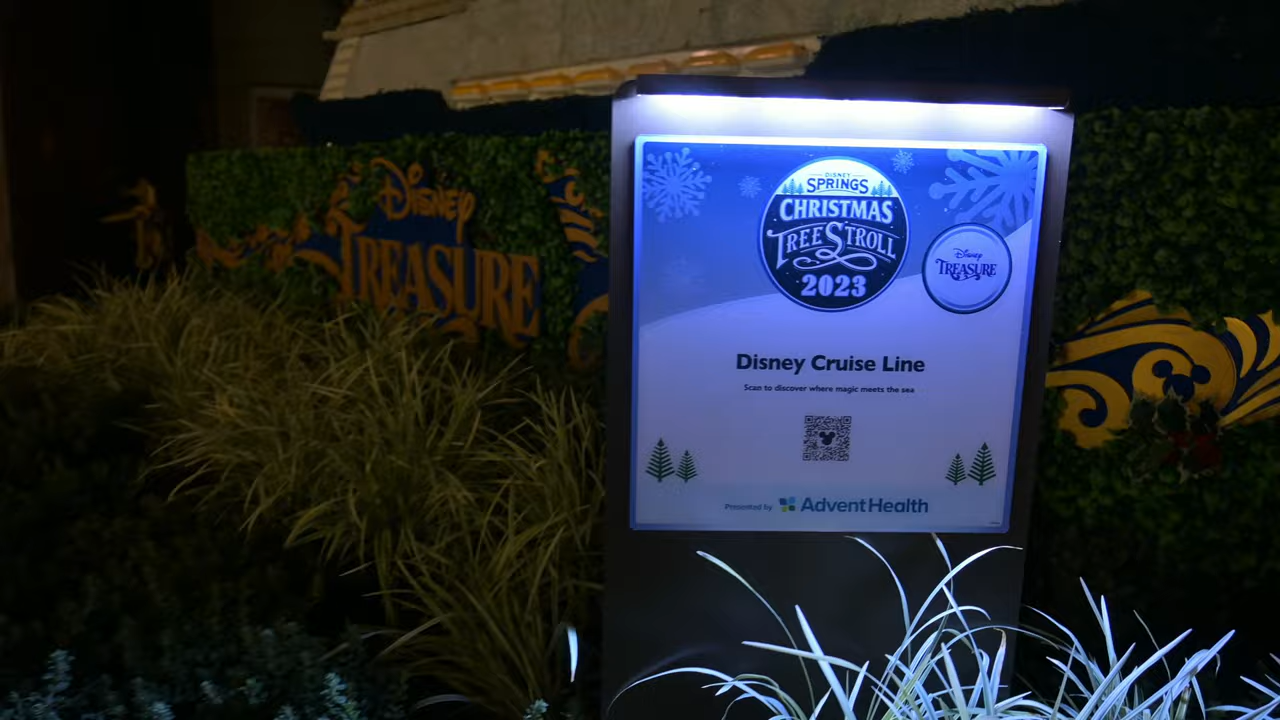 Disney
TREASURE
DISNEY
SPRINGS
CHRISTMAS
TREE STROLL
2023
Disney
TREASURE
Disney Cruise Line
Scan to discover where magic meets the sea
Presented by AdventHealth